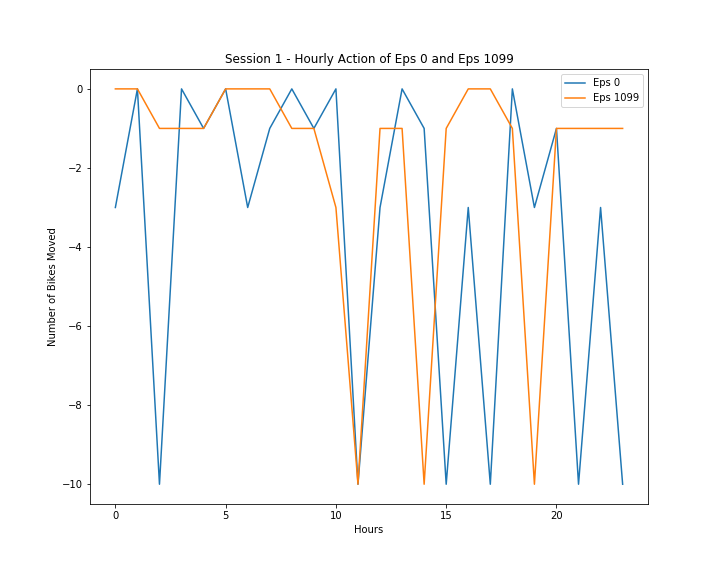 Session 1 - Hourly Action of Eps 0 and Eps 1099
Eps 0
Eps 1099
Number of Bikes Moved
0
−2
−4
−6
−8
−10
0 5 10 15 20
Hours